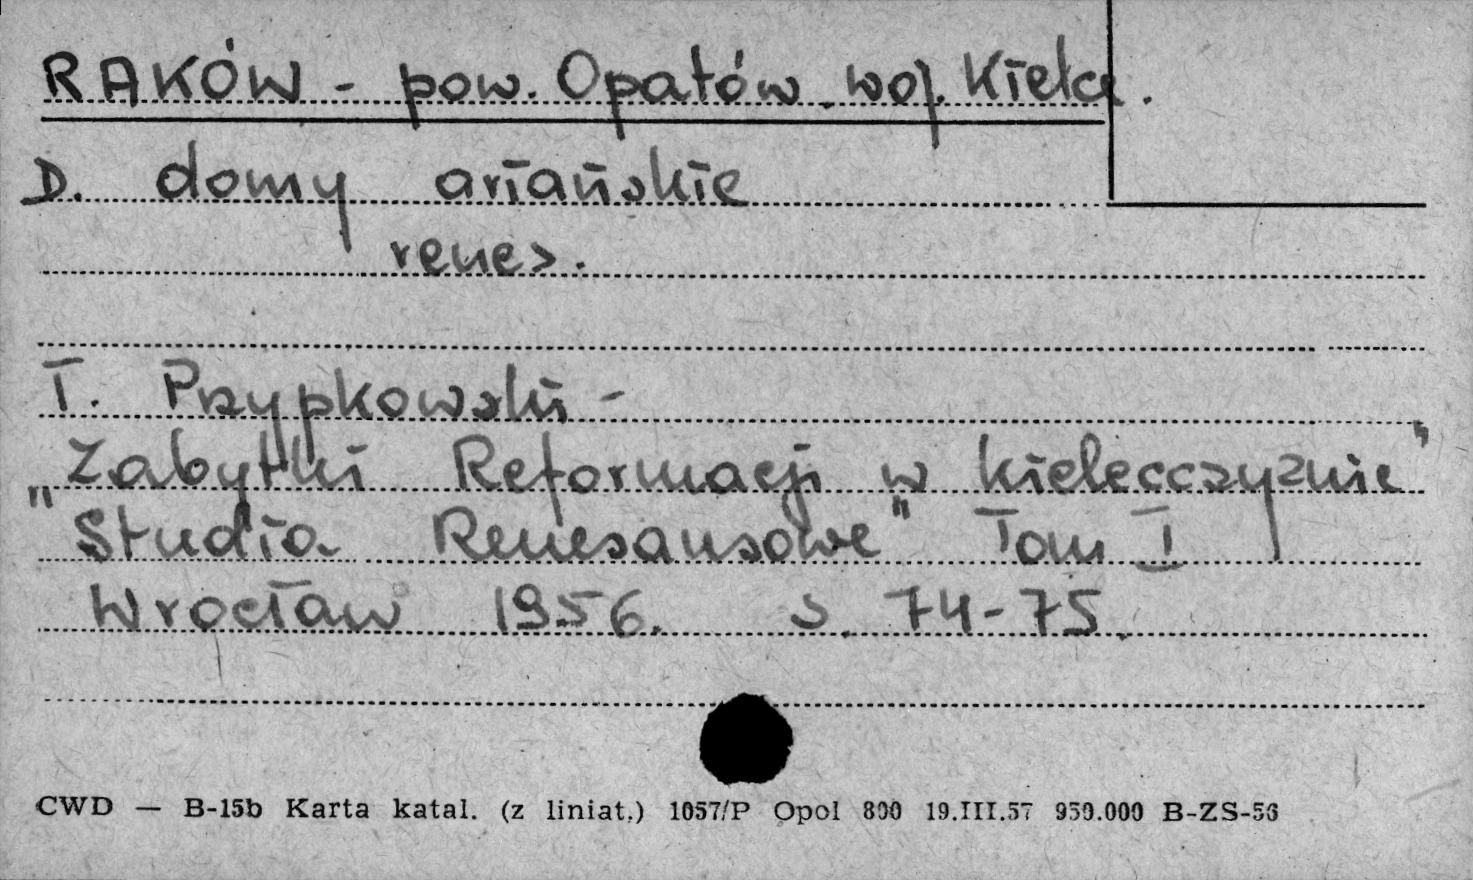 RAKÓW - pow. Opatów. woj. Kielce.
D. domy ariańskie
renes.
T. Przypkowski -
"Zabytki Reformacji w kielecczyźnie"
"Studia Renesansowe" Tom I
Wrocław 1956. s. 74-75.
CWD — B-15b Karta katal. (z liniat.) 1057/P Opol 800 19.III.57 950.000 B-ZS-56